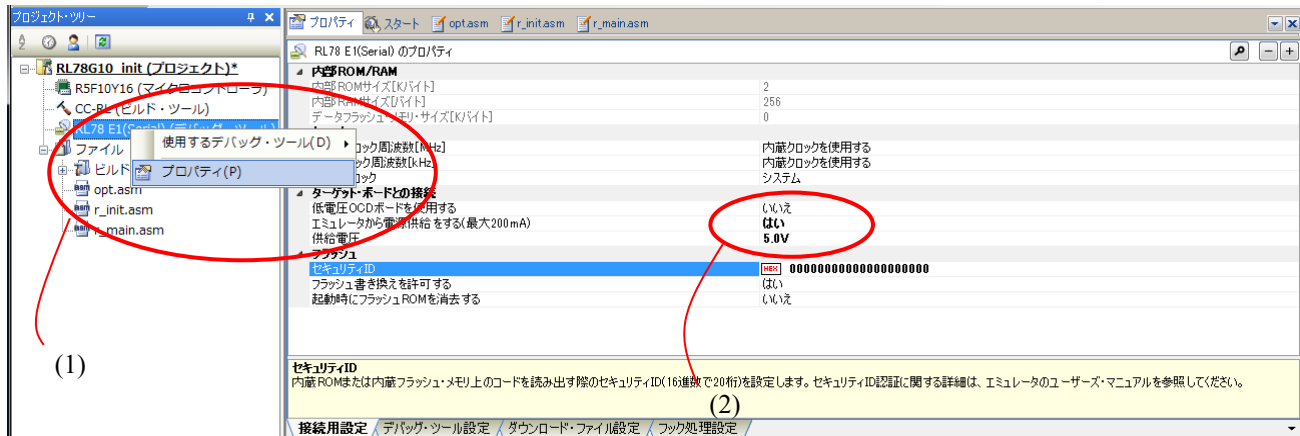 プロジェクト・ツリー
プロパティ スタート opt.asm r_init.asm r_main.asm
RL78 E1(Serial) のプロパティ
RL78G10_init (プロジェクト)*
R5F10Y16 (マイクロコントローラ)
CC-RL (ビルド・ツール)
RL78 E1(Serial) (デバッグ・ツール)
ファイル
ビルド
opt.asm
r_init.asm
r_main.asm
使用するデバッグ・ツール(D)
プロパティ(P)
(1)
内部ROM/RAM
内部ROMサイズ[Kバイト] 2
内部RAMサイズ[バイト] 256
データフラッシュ・メモリ・サイズ[Kバイト] 0
ロック周波数[MHz] 内蔵クロックを使用する
ック周波数[kHz] 内蔵クロックを使用する
ロック システム
ターゲット・ボードとの接続
低電圧OCDボードを使用する いいえ
エミュレータから電源供給をする(最大200mA) はい
供給電圧 5.0V
フラッシュ
セキュリティID HEX 00000000000000000000
フラッシュ書き換えを許可する はい
起動時にフラッシュROMを消去する いいえ
セキュリティID
内蔵ROMまたは内蔵フラッシュ・メモリ上のコードを読み出す際のセキュリティID(16進数で20桁)を設定します。セキュリティID認証に関する詳細は、エミュレータのユーザーズ・マニュアルを参照してください。
(2)
接続用設定 デバッグ・ツール設定 ダウンロード・ファイル設定 フック処理設定